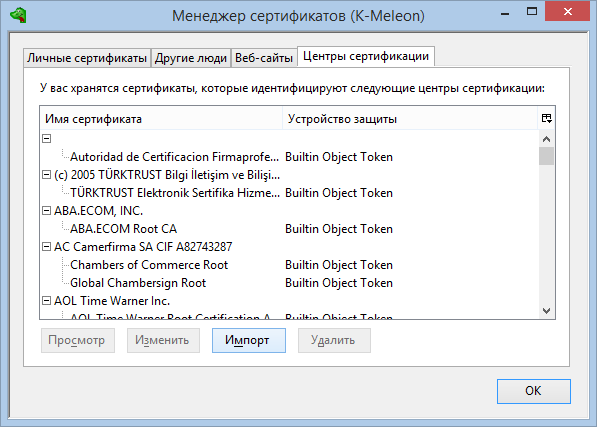 Менеджер сертификатов (K-Meleon)
Личные сертификаты Другие люди Веб-сайты Центры сертификации
У вас хранятся сертификаты, которые идентифицируют следующие центры сертификации:
Имя сертификата Устройство защиты
Autoridad de Certificacion Firmaprofe... Builtin Object Token
(c) 2005 TÜRKTRUST Bilgi İletişim ve Bilişi...
TÜRKTRUST Elektronik Sertifika Hizme... Builtin Object Token
ABA.ECOM, INC.
ABA.ECOM Root CA Builtin Object Token
AC Camerfirma SA CIF A82743287
Chambers of Commerce Root Builtin Object Token
Global Chambersign Root Builtin Object Token
AOL Time Warner Inc.
AOL Time Warner Root Certification A... Builtin Object Token
Просмотр Изменить Импорт Удалить
OK